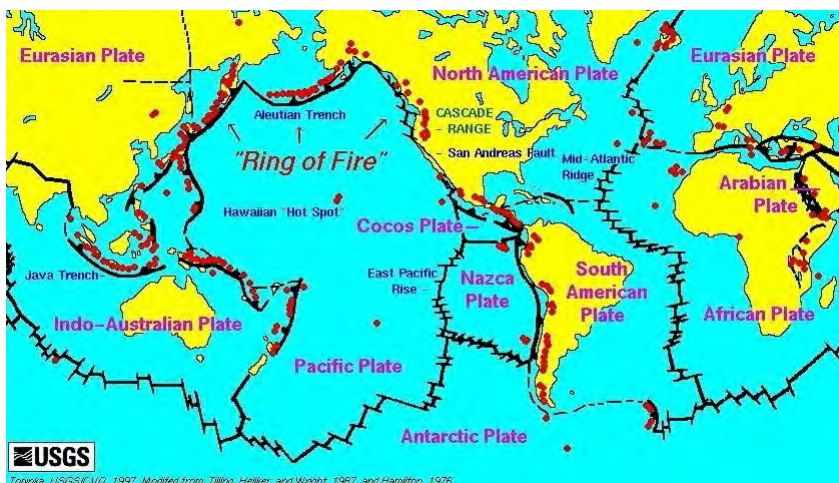 Eurasian Plate
North American Plate
Eurasian Plate
Aleutian Trench
CASCADE
RANGE
"Ring of Fire"
San Andreas Fault
Mid-Atlantic
Ridge
Arabian
Plate
Hawaiian "Hot Spot"
Cocos Plate
Java Trench
East Pacific
Rise
Nazca
Plate
South
American
Plate
Indo-Australian Plate
African Plate
Pacific Plate
Antarctic Plate
USGS
Topinka, USGS/CVO, 1997, Modified from: Tilling, Heliker, and Wright, 1987, and Hamilton, 1976